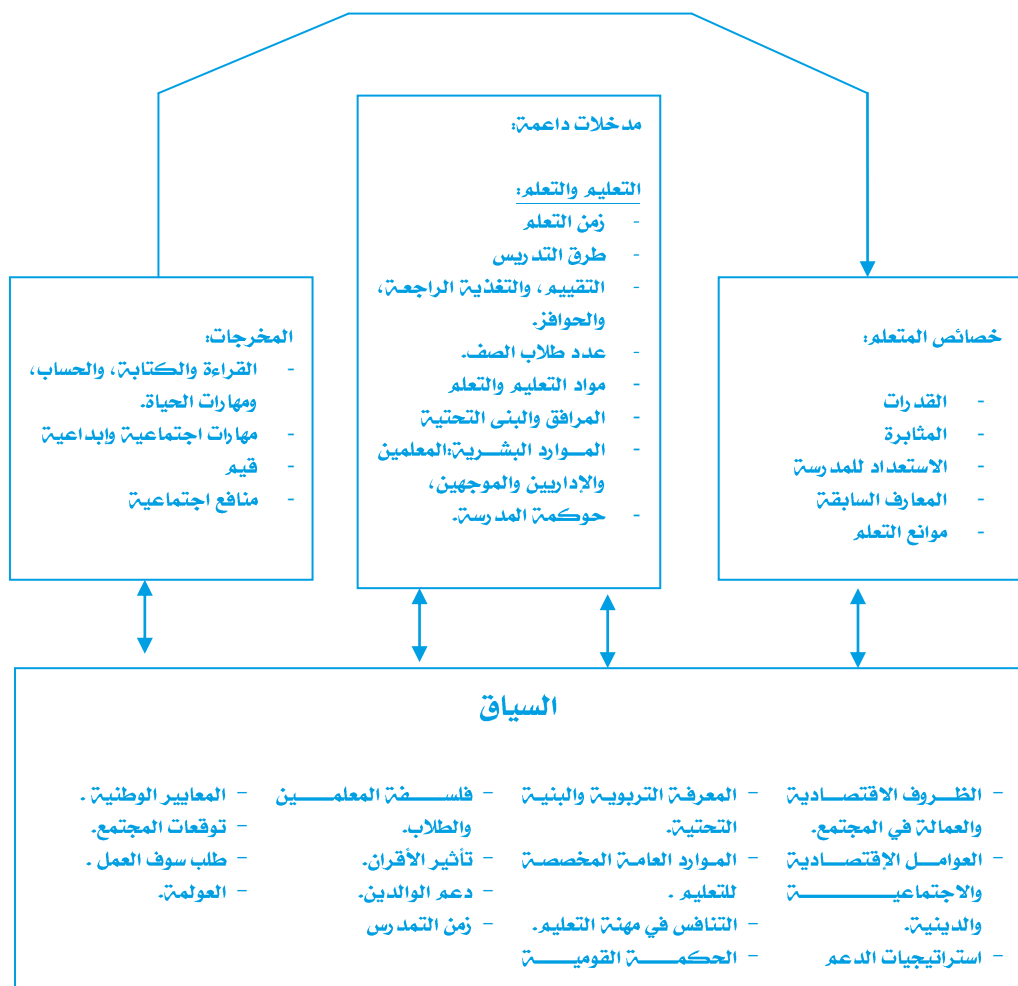 مدخلات داعمة:
التعليم والتعلم:
- زمن التعلم
- طرق التدريس
- التقييم، والتغذية الراجعة،
والحوافز.
- عدد طلاب الصف.
- مواد التعليم والتعلم
- المرافق والبنى التحتية
- الموارد البشرية:المعلمين
والإداريين والموجهين،
- حوكمة المدرسة.
خصائص المتعلم:
- القدرات
- المثابرة
- الاستعداد للمدرسة
- المعارف السابقة
- موانع التعلم
المخرجات:
- القراءة والكتابة، والحساب،
ومهارات الحياة.
- مهارات اجتماعية وإبداعية
- قيم
- منافع اجتماعية
السياق
- الظروف الاقتصادية
والعمالة في المجتمع.
- العوامل الإقتصادية
والاجتماعية
والدينية.
- استراتيجيات الدعم
- المعرفة التربوية والبنية
التحتية.
- الموارد العامة المخصصة
للتعليم .
- التنافس في مهنة التعليم.
- الحكمة القومية
- فلسفة المعلمين
والطلاب.
- تأثير الأقران.
- دعم الوالدين.
- زمن التمدرس
- المعايير الوطنية .
- توقعات المجتمع.
- طلب سوف العمل .
- العولمة.